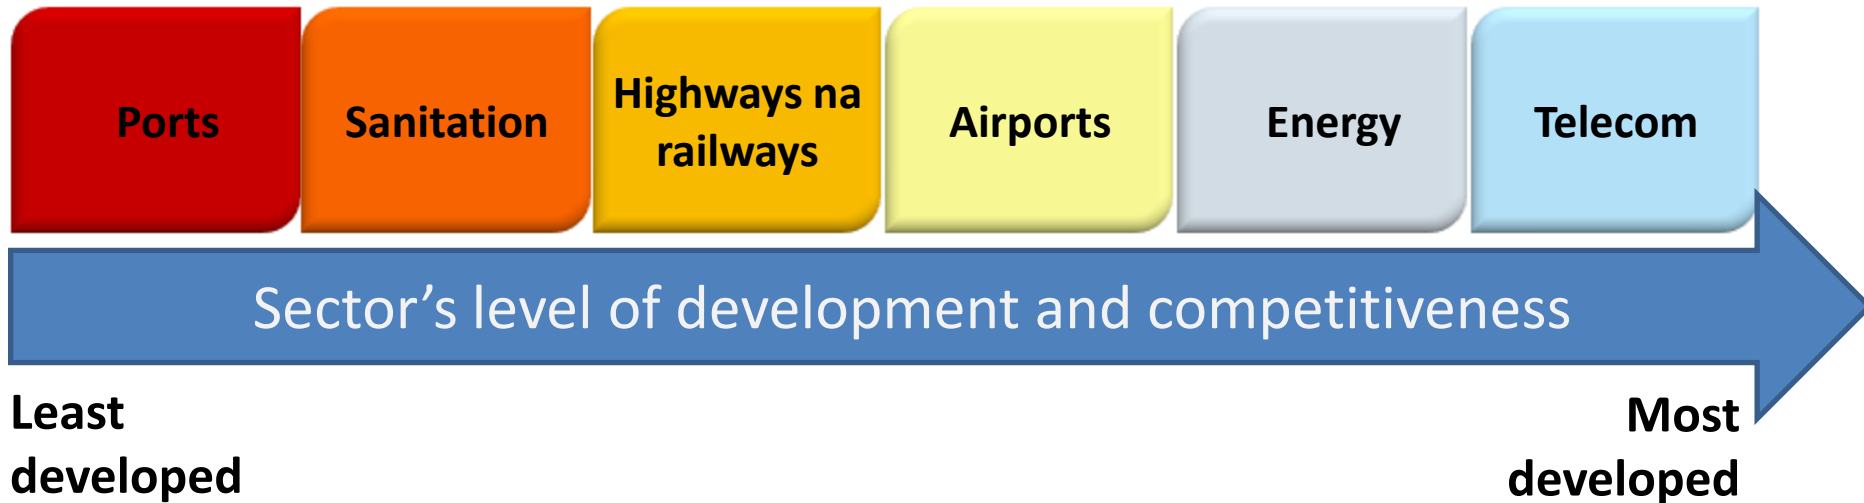 Ports
Sanitation
Highways na
railways
Airports
Energy
Telecom
Sector’s level of development and competitiveness
Least
developed
Most
developed